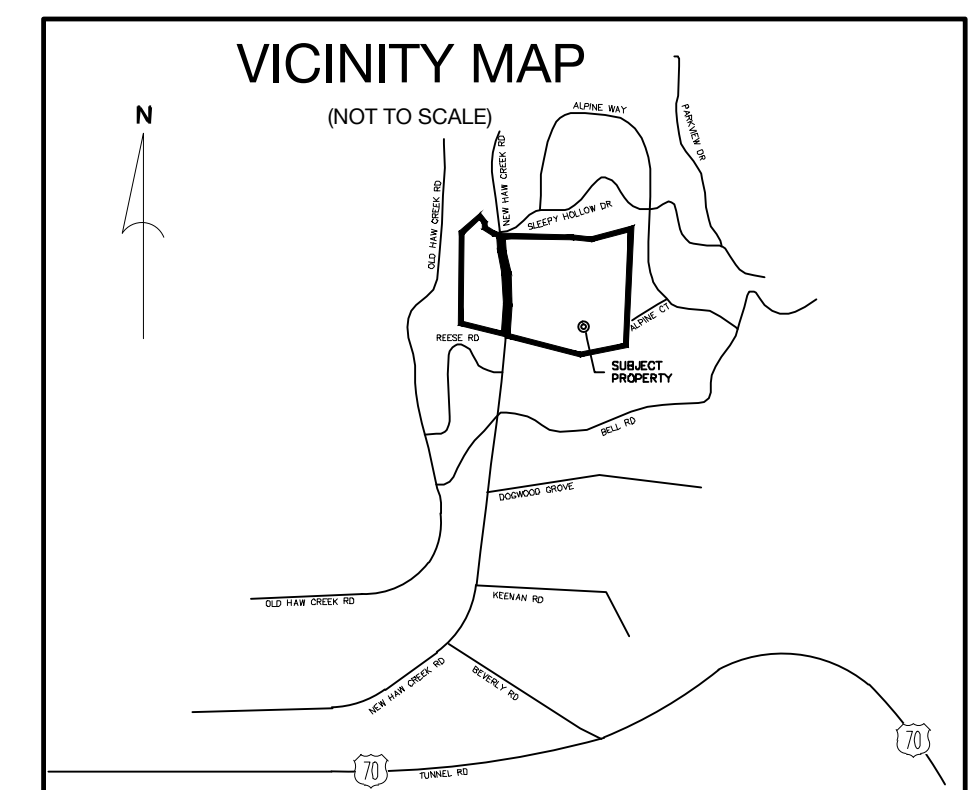 VICINITY MAP
(NOT TO SCALE)
N
ALPINE WAY
PARKVIEW DR
NEW HAW CREEK RD
OLD HAW CREEK RD
SLEEPY HOLLOW DR
ALPINE CT
REESE RD
SUBJECT
PROPERTY
BELL RD
DOGWOOD GROVE
OLD HAW CREEK RD
KEENAN RD
NEW HAW CREEK RD
BEVERLY RD
70
70
TUNNEL RD